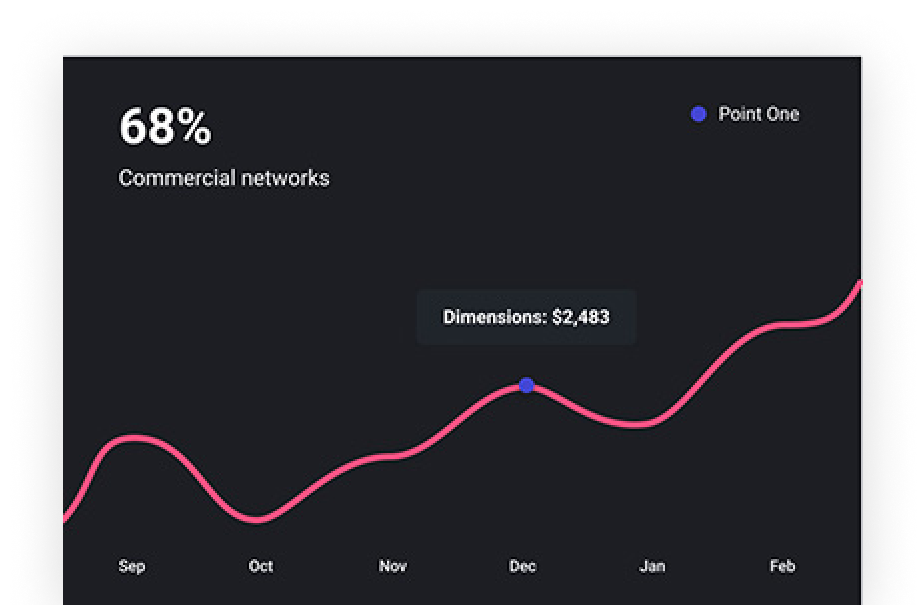 68%
Point One
Commercial networks
Dimensions: $2,483
Sep Oct Nov Dec Jan Feb